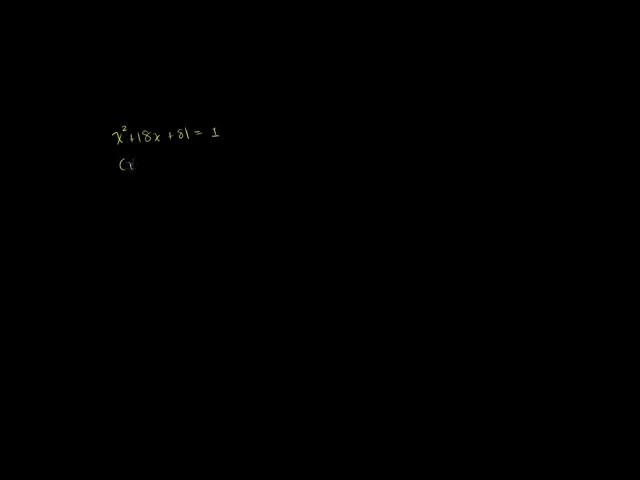 x²+18x+81 = 1
(x